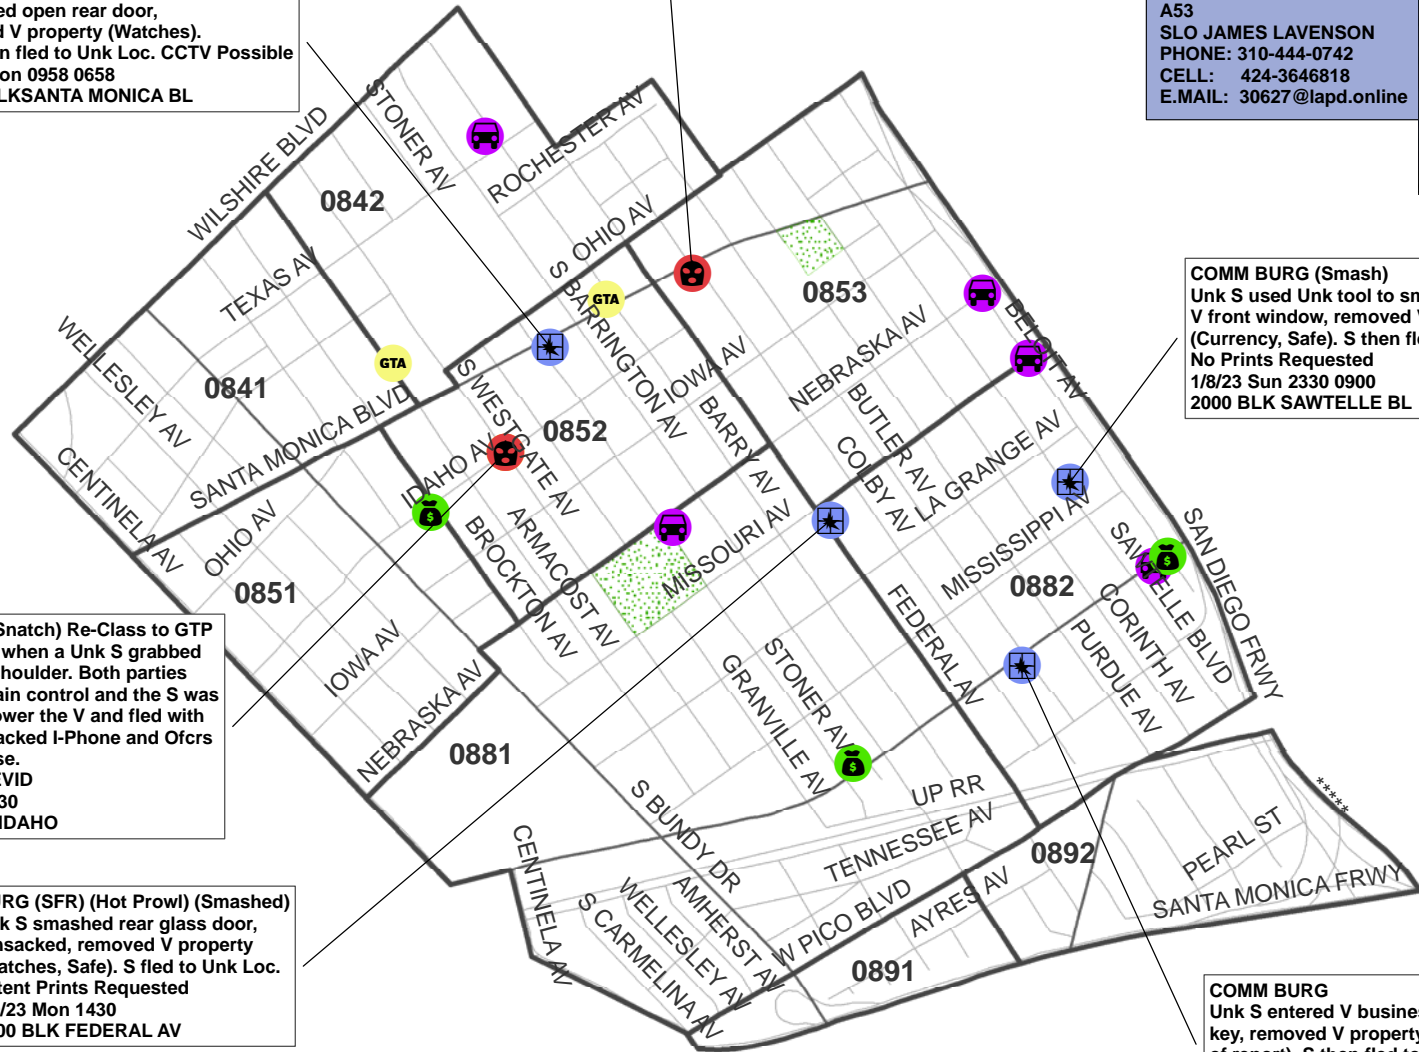 ed open rear door,
d V property (Watches).
n fled to Unk Loc. CCTV Possible
on 0958 0658
LKSANTA MONICA BL
A53
SLO JAMES LAVENSON
PHONE: 310-444-0742
CELL: 424-3646818
E.MAIL: 30627@lapd.online
COMM BURG (Smash)
Unk S used Unk tool to sm
V front window, removed V
(Currency, Safe). S then fle
No Prints Requested
1/8/23 Sun 2330 0900
2000 BLK SAWTELLE BL
Snatch) Re-Class to GTP
when a Unk S grabbed
houlder. Both parties
ain control and the S was
ower the V and fled with
acked I-Phone and Ofcrs
se.
EVID
30
IDAHO
URG (SFR) (Hot Prowl) (Smashed)
k S smashed rear glass door,
nsacked, removed V property
atches, Safe). S fled to Unk Loc.
tent Prints Requested
/23 Mon 1430
00 BLK FEDERAL AV
COMM BURG
Unk S entered V busines
key, removed V property
of report). S then fled to
WILSHIRE BLVD
STONER AV
ROCHESTER AV
0842
TEXAS AV
S OHIO AV
S BARRINGTON AV
GTA
0853
NEBRASKA AV
BELOIT AV
WELLESLEY AV
0841
GTA
SANTA MONICA BLVD
S WESTGATE AV
IOWA AV
0852
BARRY AV
BUTLER AV
COLBY AV
LA GRANGE AV
CENTINELA AV
OHIO AV
IDAHO AV
BROCKTON AV
ARMACOST AV
MISSOURI AV
MISSISSIPPI AV
SAWTELLE BLVD
SAN DIEGO FRWY
0851
0882
CORINTH AV
PURDUE AV
FEDERAL AV
IOWA AV
NEBRASKA AV
STONER AV
GRANVILLE AV
0881
S BUNDY DR
UP RR
TENNESSEE AV
*****
CENTINELA AV
S CARMELINA AV
WELLESLEY AV
AMHERST AV
W PICO BLVD
AYRES AV
0892
PEARL ST
SANTA MONICA FRWY
0891